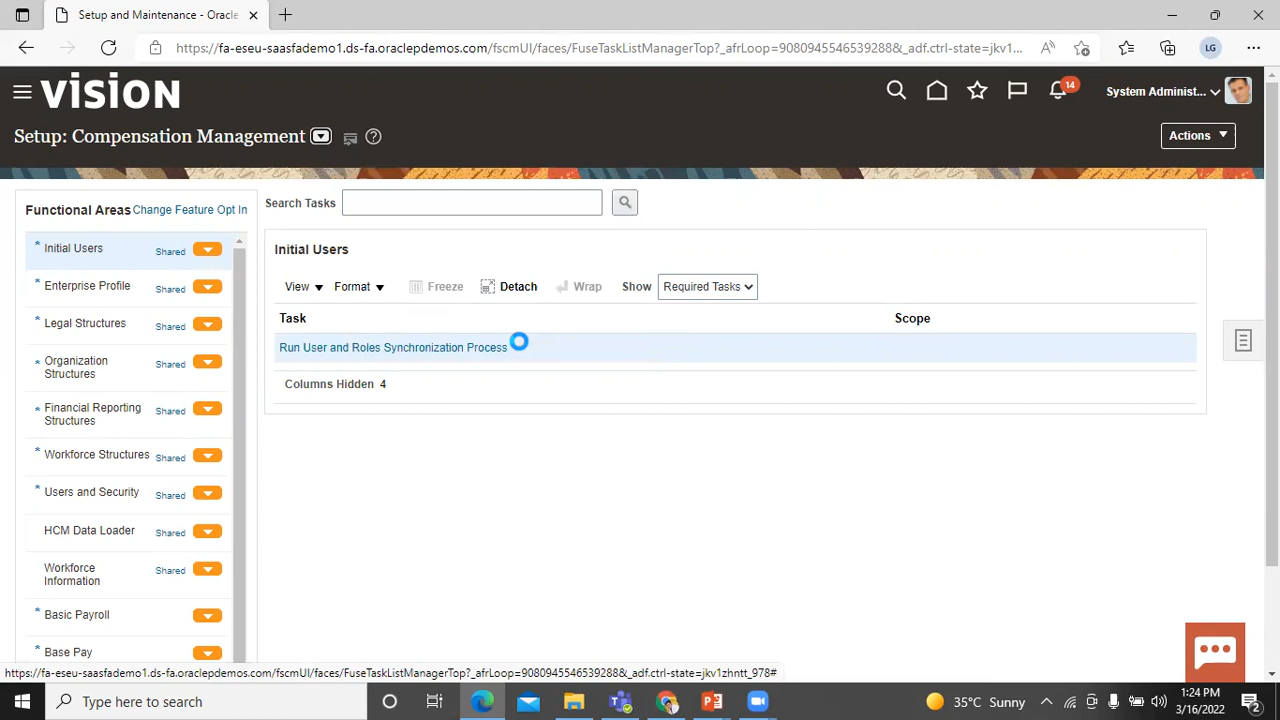 Setup and Maintenance - Oracle
https://fa-eseu-saasfademo1.ds-fa.oraclepdemos.com/fscmUI/faces/FuseTaskListManagerTop?_afrLoop=9080945546539288&_adf.ctrl-state=jkv1...
LG
VISION
14
System Administ...
Setup: Compensation Management
Actions
Functional Areas
Change Feature Opt In
Search Tasks
* Initial Users Shared
* Enterprise Profile Shared
* Legal Structures Shared
* Organization Structures Shared
* Financial Reporting Structures Shared
* Workforce Structures Shared
* Users and Security Shared
HCM Data Loader Shared
Workforce Information Shared
* Basic Payroll
* Base Pay
Initial Users
View Format Freeze Detach Wrap Show Required Tasks
Task Scope
Run User and Roles Synchronization Process
Columns Hidden 4
https://fa-eseu-saasfademo1.ds-fa.oraclepdemos.com/fscmUI/faces/FuseTaskListManagerTop?_afrLoop=9080945546539288&_adf.ctrl-state=jkv1zhntt_978#
Type here to search
35°C Sunny
1:24 PM
3/16/2022
2